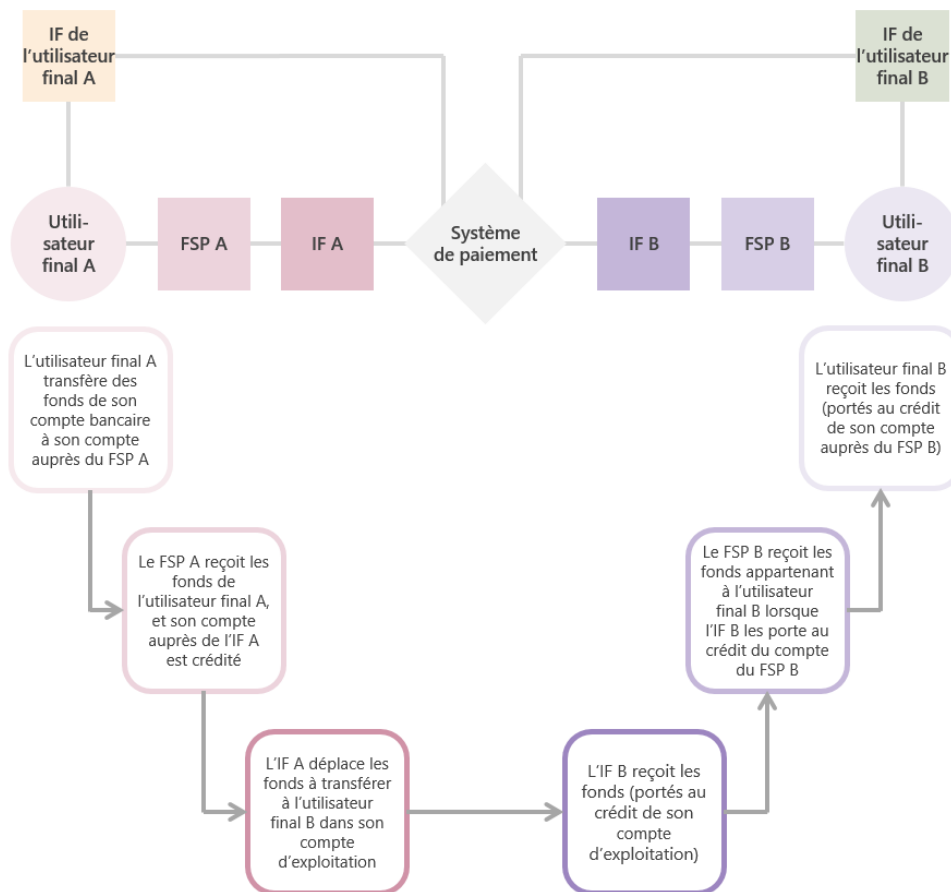 IF de
l'utilisateur
final A
IF de
l'utilisateur
final B
Utili-
sateur
final A
FSP A
IF A
Système
de paiement
IF B
FSP B
Utili-
sateur
final B
L'utilisateur final A
transfère des
fonds de son
compte bancaire
à son compte
auprès du FSP A
L'utilisateur final B
reçoit les fonds
(portés au crédit
de son compte
auprès du FSP B)
Le FSP A reçoit les
fonds de
l'utilisateur final A,
et son compte
auprès de l'IF A
est crédité
Le FSP B reçoit les
fonds appartenant
à l'utilisateur
final B lorsque
l'IF B les porte au
crédit du compte
du FSP B
L'IF A déplace les
fonds à transférer
à l'utilisateur
final B dans son
compte
d'exploitation
L'IF B reçoit les
fonds (portés au
crédit de son
compte
d'exploitation)